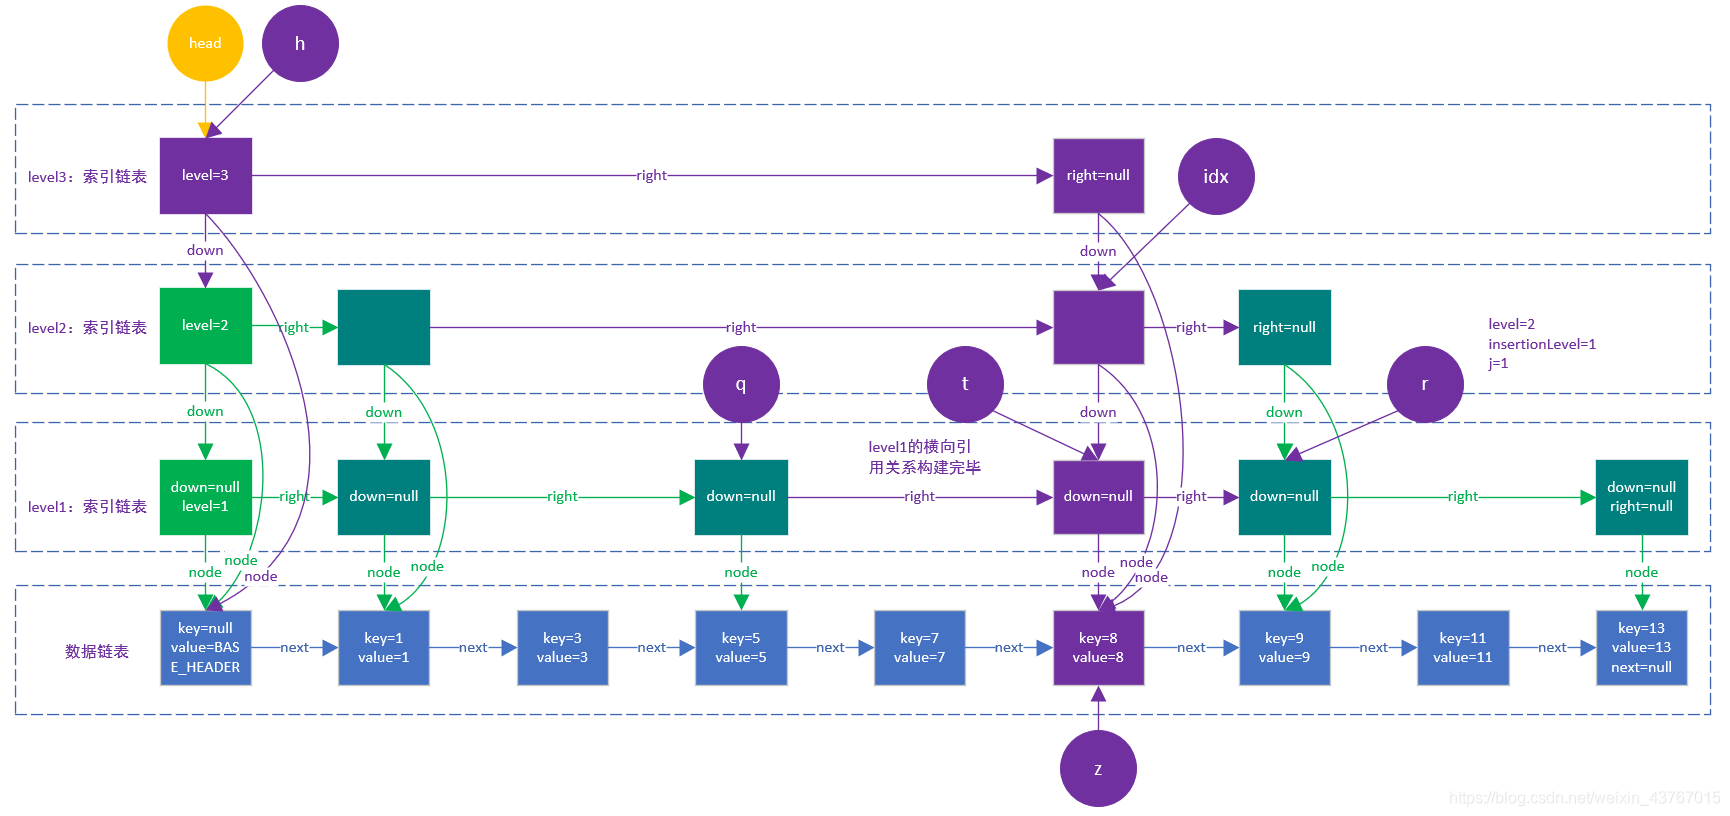 head
h
level3：索引链表
level=3
right
right=null
idx
down
down
level2：索引链表
level=2
right
right
right
right=null
level=2
insertionLevel=1
j=1
q
t
r
down
down
down
down
level1的横向引
用关系构建完毕
level1：索引链表
down=null
level=1
right
down=null
right
down=null
right
down=null
right
down=null
right
down=null
right=null
node
node
node
node
node
node
node
node
node
node
node
node
数据链表
key=null
value=BAS
E_HEADER
next
key=1
value=1
next
key=3
value=3
next
key=5
value=5
next
key=7
value=7
next
key=8
value=8
next
key=9
value=9
next
key=11
value=11
next
key=13
value=13
next=null
z
https://blog.csdn.net/weixin_43767015